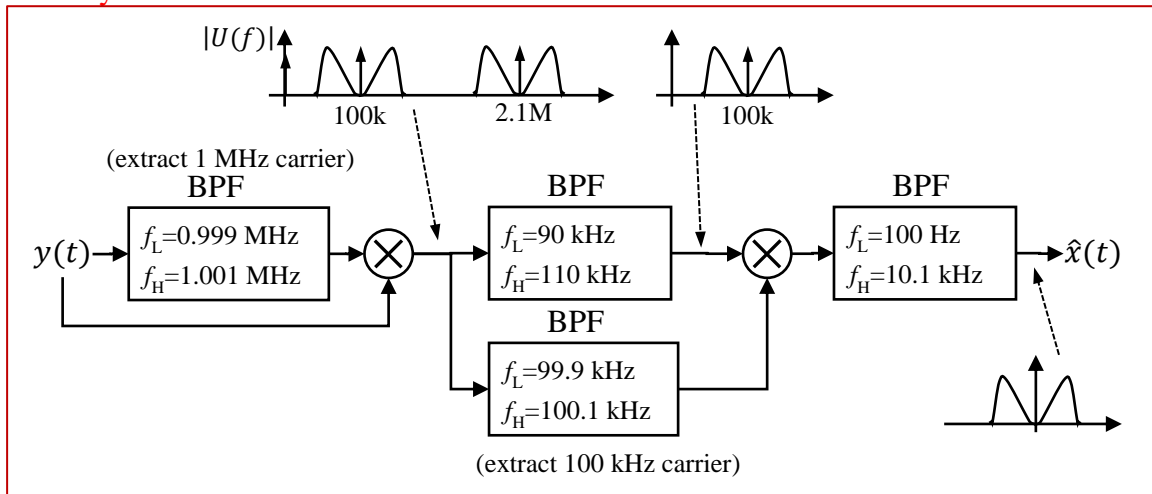 |U(f)|
100k
2.1M
100k
(extract 1 MHz carrier)
BPF
BPF
BPF
y(t)
f_L=0.999 MHz
f_H=1.001 MHz
f_L=90 kHz
f_H=110 kHz
f_L=100 Hz
f_H=10.1 kHz
x̂(t)
BPF
f_L=99.9 kHz
f_H=100.1 kHz
(extract 100 kHz carrier)